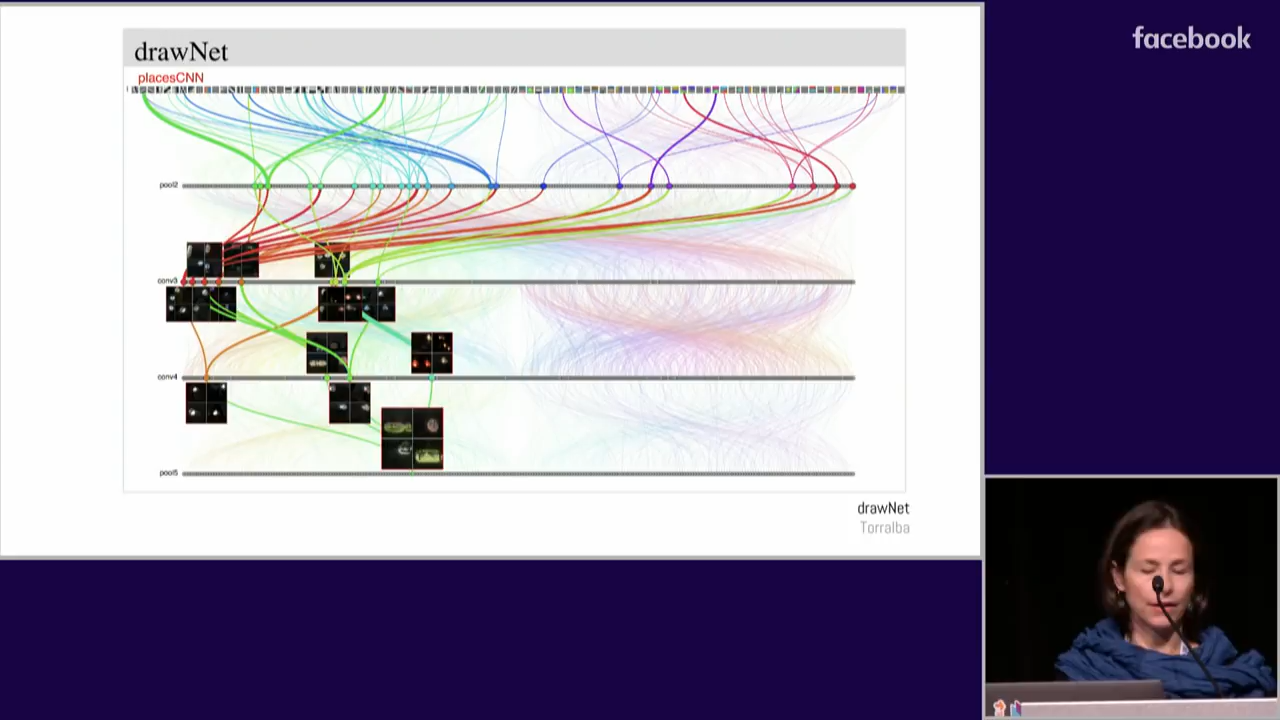 drawNet
placesCNN
pool2
conv3
conv4
pool5
drawNet
Torralba
facebook